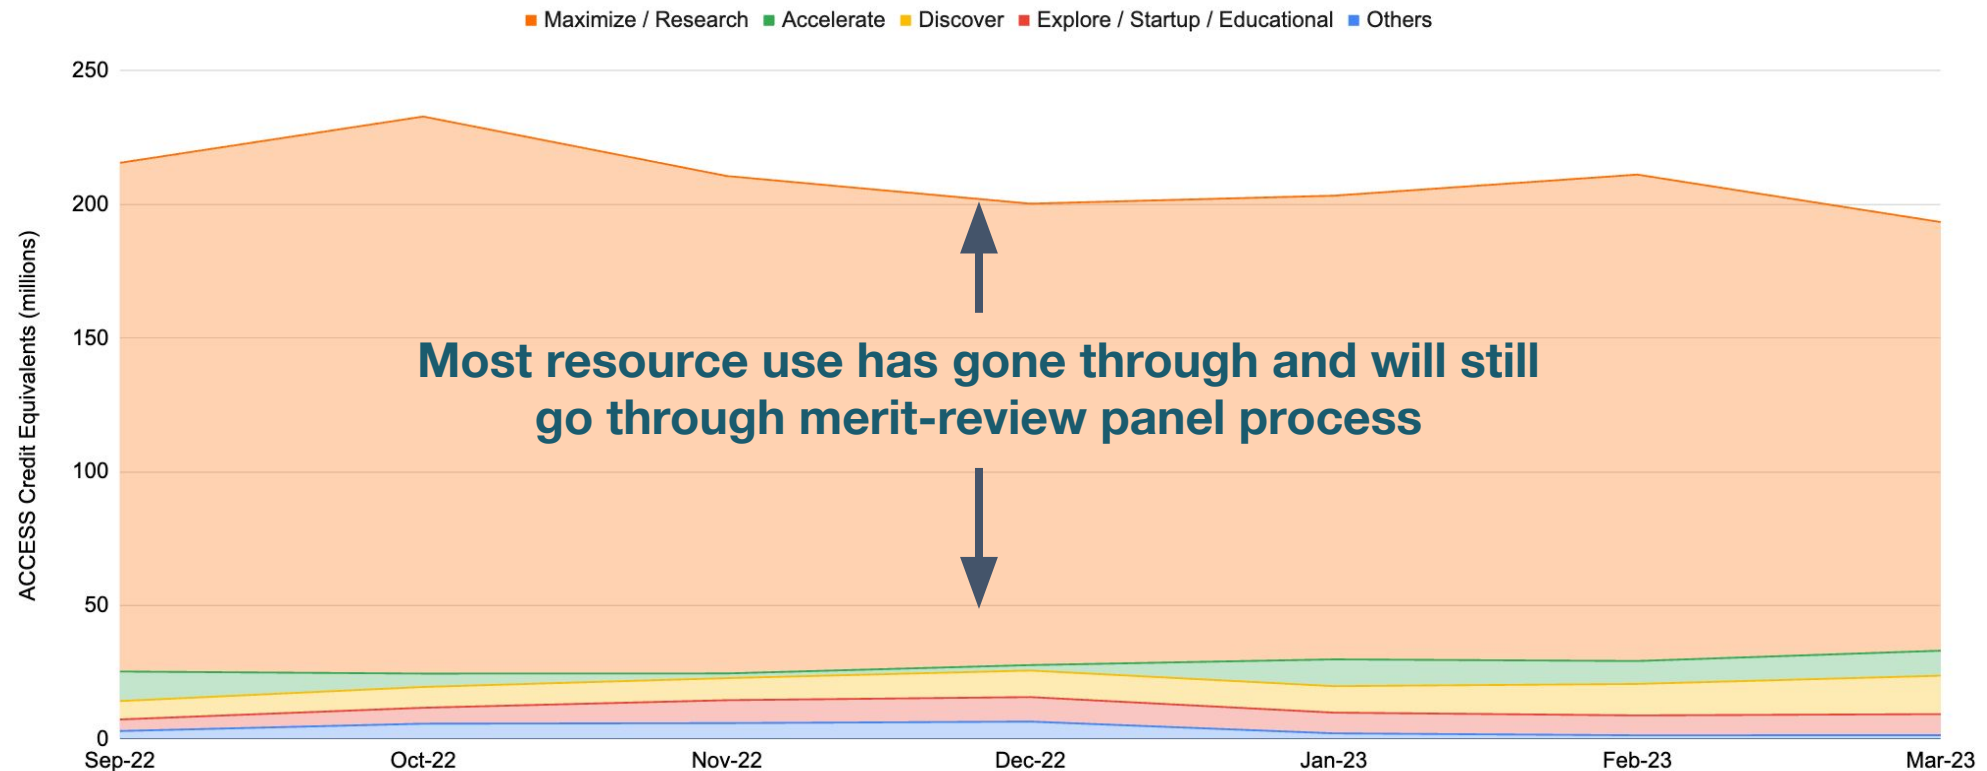 Maximize / Research Accelerate Discover Explore / Startup / Educational Others
250
200
150
100
50
0
ACCESS Credit Equivalents (millions)
Most resource use has gone through and will still
go through merit-review panel process
Sep-22 Oct-22 Nov-22 Dec-22 Jan-23 Feb-23 Mar-23